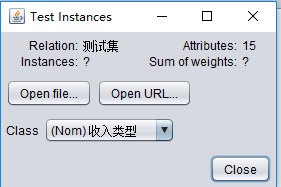 Test Instances
Relation: 测试集 Attributes: 15
Instances: ? Sum of weights: ?
Open file... Open URL...
Class (Nom)收入类型
Close